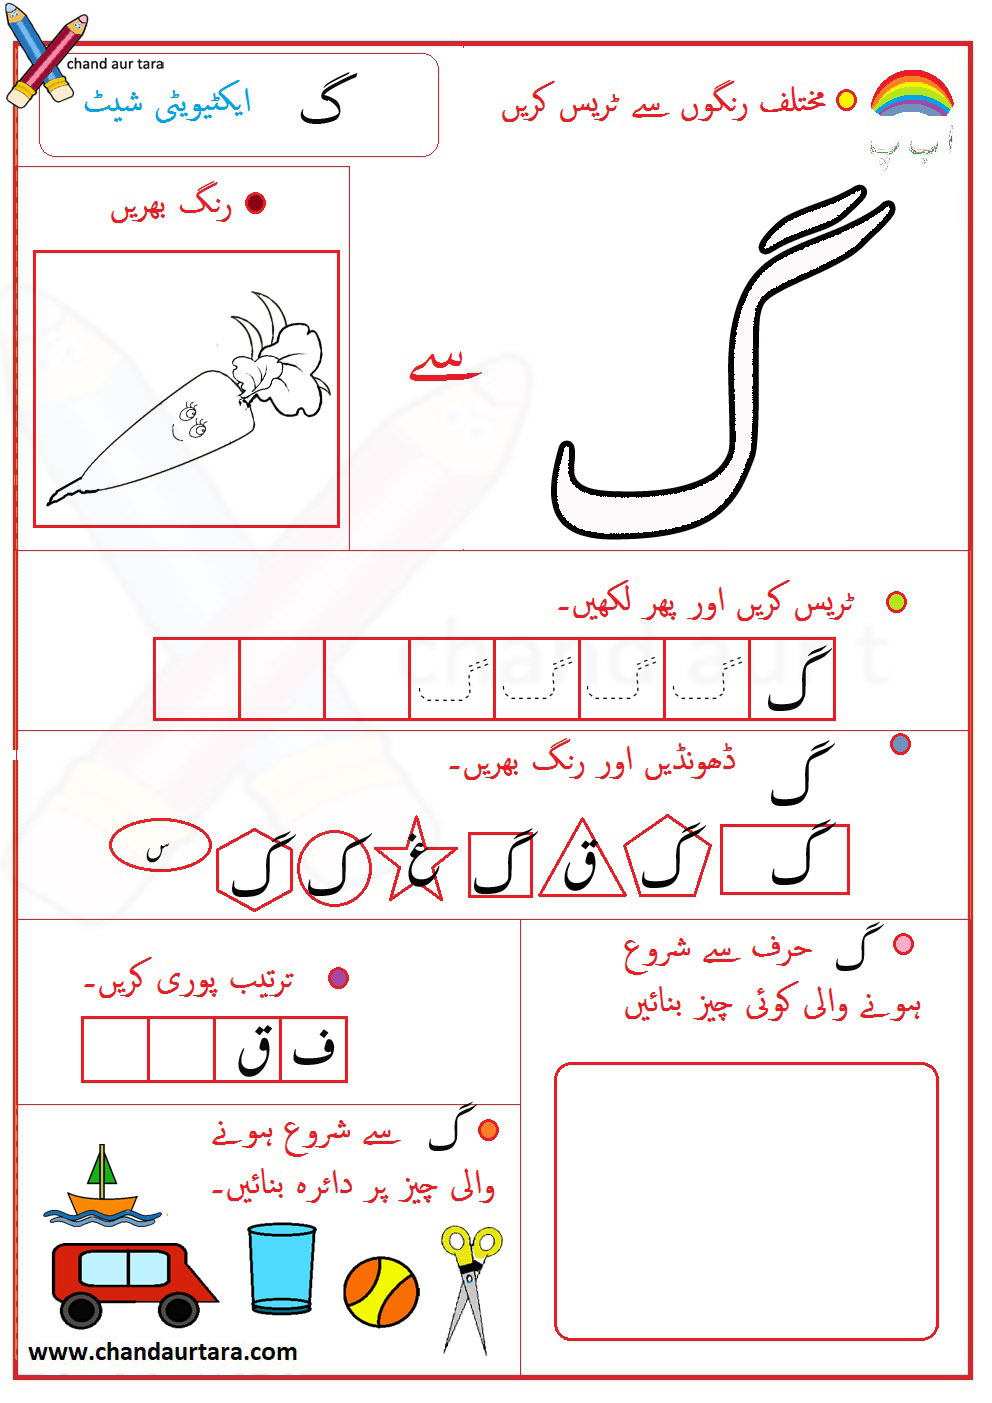 chand aur tara
گ ایکٹیویٹی شیٹ
مختلف رنگوں سے ٹریس کریں
رنگ بھریں
گ
سے
ٹریس کریں اور پھر لکھیں۔
گ گ گ گ گ
گ ڈھونڈیں اور رنگ بھریں۔
گ گ ق گ غ ک گ س
گ حرف سے شروع
ہونے والی کوئی چیز بنائیں
ترتیب پوری کریں۔
ف ق
گ سے شروع ہونے
والی چیز پر دائرہ بنائیں۔
www.chandaurtara.com